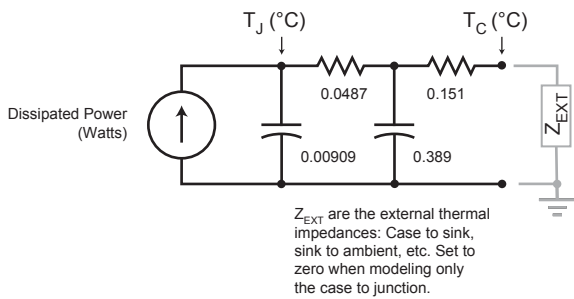 T_J (°C)
T_C (°C)
Dissipated Power
(Watts)
0.0487
0.151
0.00909
0.389
Z_EXT
Z_EXT are the external thermal
impedances: Case to sink,
sink to ambient, etc. Set to
zero when modeling only
the case to junction.